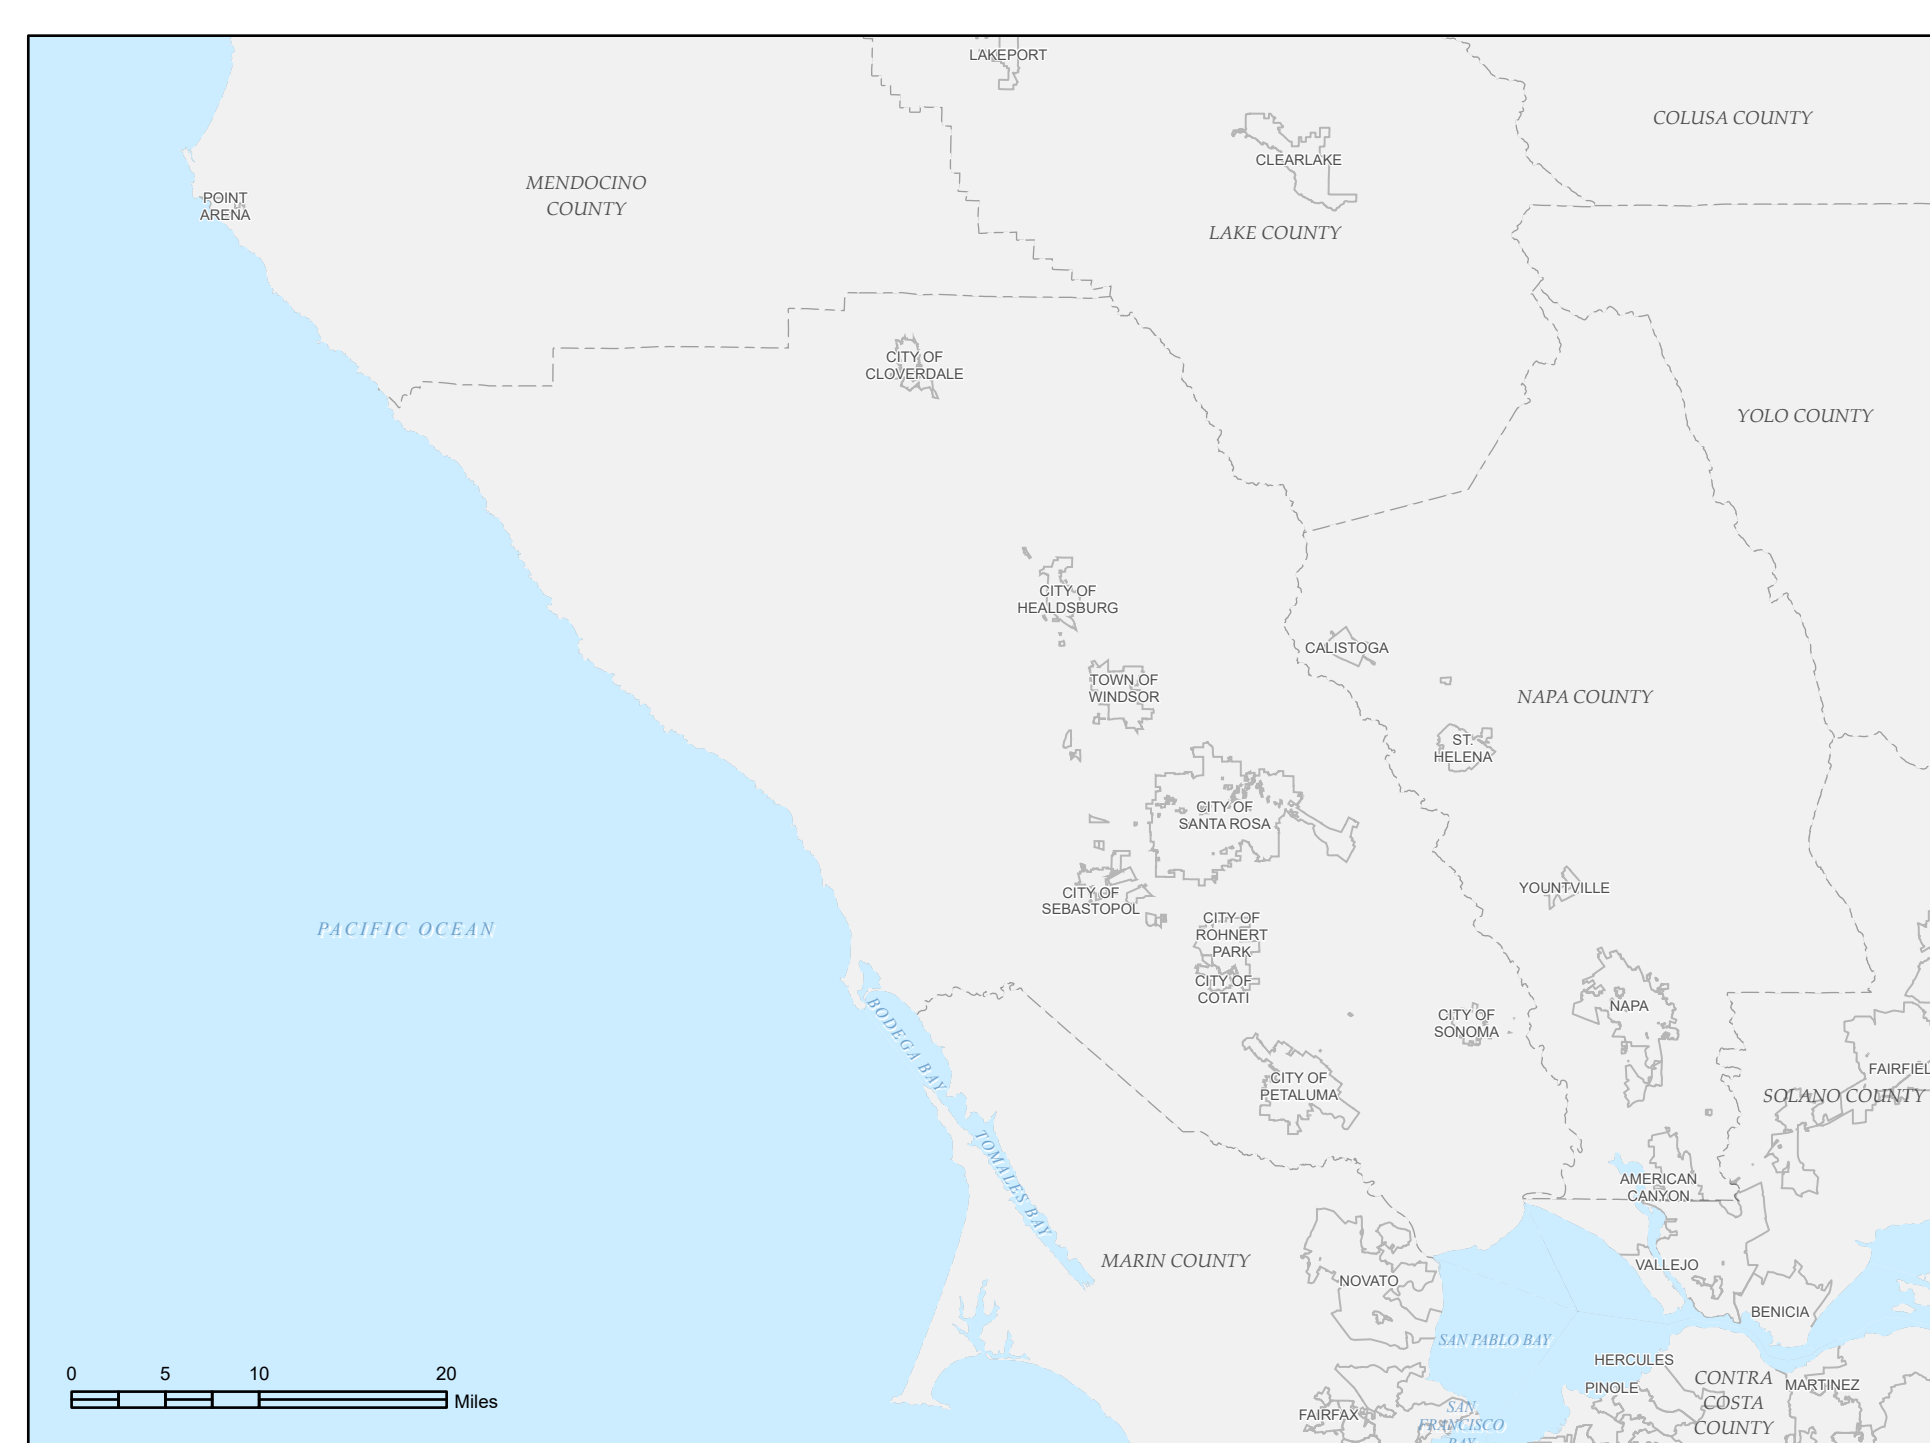 LAKEPORT
COLUSA COUNTY
CLEARLAKE
MENDOCINO
COUNTY
POINT
ARENA
LAKE COUNTY
CITY OF
CLOVERDALE
YOLO COUNTY
CITY OF
HEALDSBURG
CALISTOGA
TOWN OF
WINDSOR
NAPA COUNTY
ST.
HELENA
CITY OF
SANTA ROSA
YOUNTVILLE
CITY OF
SEBASTOPOL
CITY OF
ROHNERT
PARK
PACIFIC OCEAN
CITY OF
COTATI
NAPA
CITY OF
SONOMA
BODEGA BAY
FAIRFIEL
CITY OF
PETALUMA
SOLANO COUNTY
TOMALES BAY
AMERICAN
CANYON
MARIN COUNTY
VALLEJO
NOVATO
BENICIA
SAN PABLO BAY
HERCULES
CONTRA
COSTA
COUNTY
PINOLE
MARTINEZ
FAIRFAX
SAN
FRANCISCO
BAY
0 5 10 20
Miles